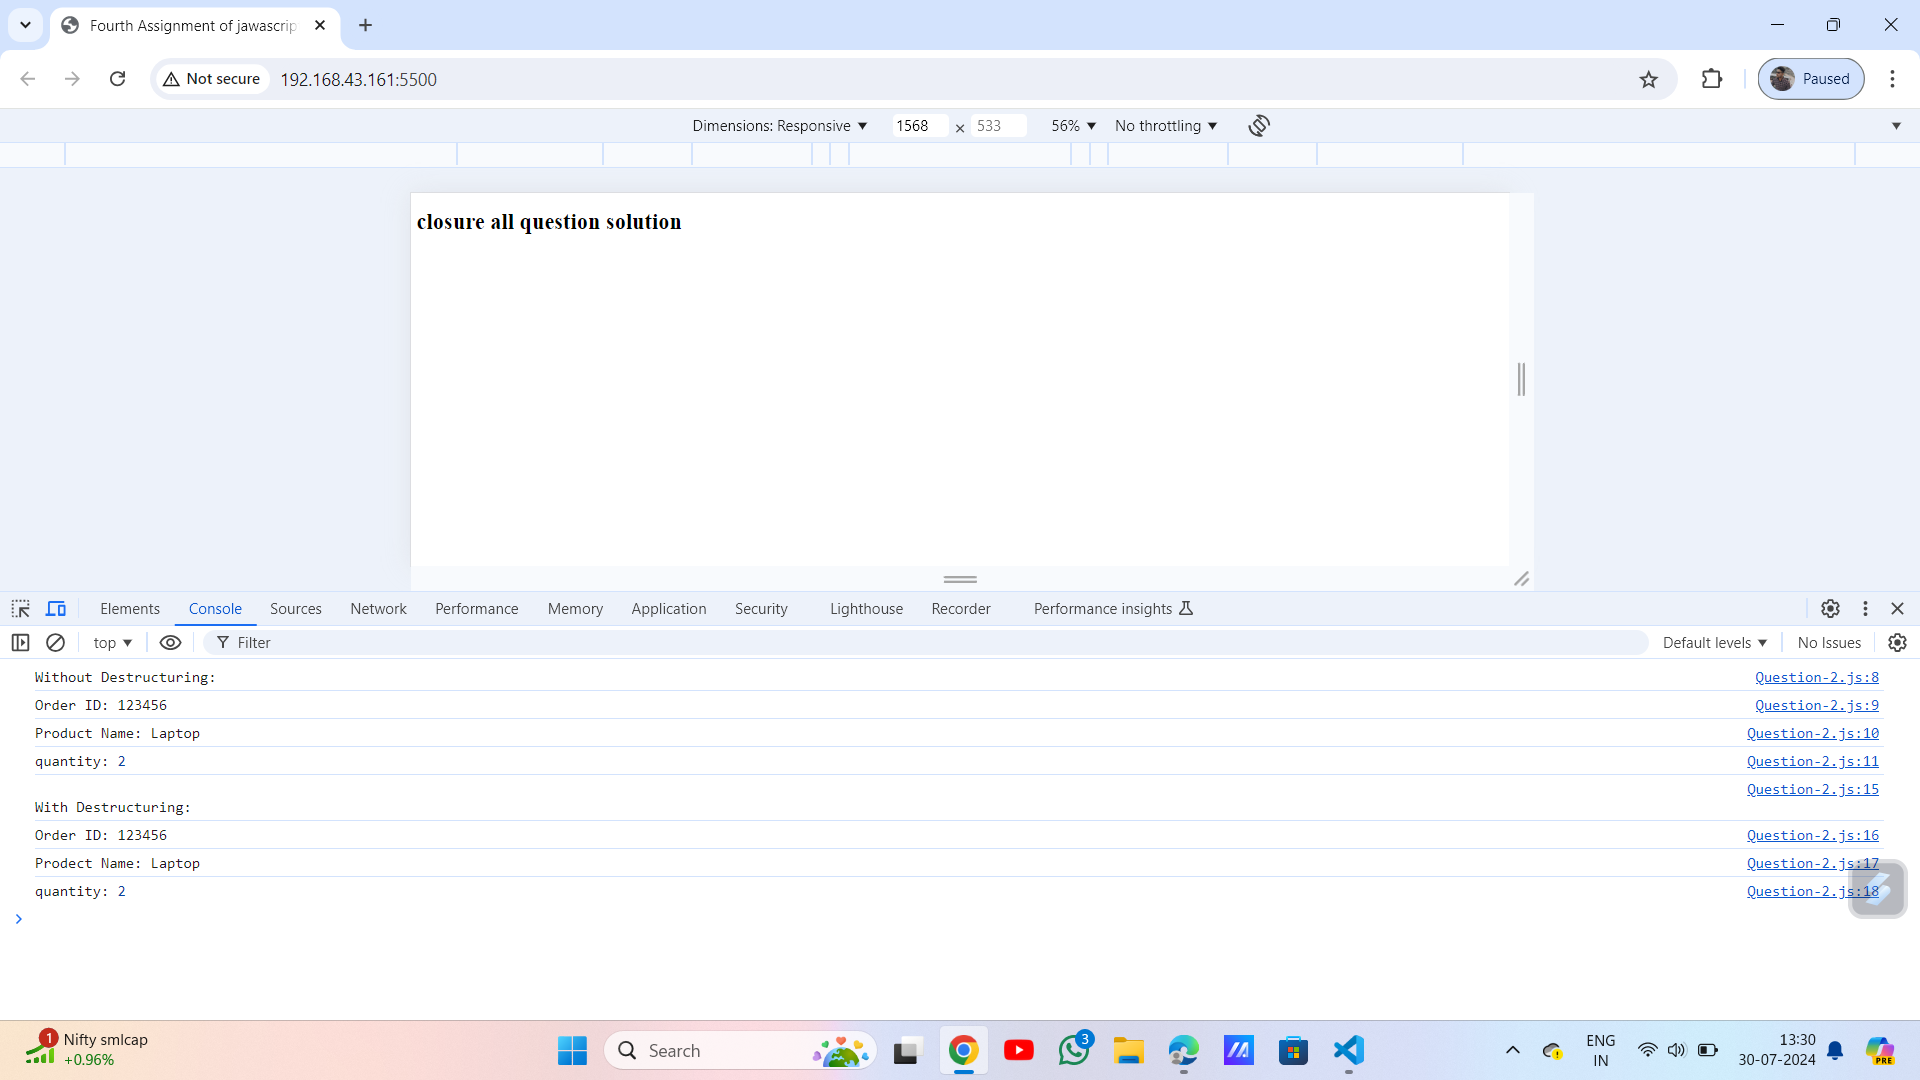 Fourth Assignment of jawascrip
Not secure
192.168.43.161:5500
Paused
Dimensions: Responsive ▼ 1568 × 533 56% ▼ No throttling ▼
closure all question solution
Elements Console Sources Network Performance Memory Application Security Lighthouse Recorder Performance insights
top ▼ Filter Default levels ▼ No Issues
Without Destructuring: Question-2.js:8
Order ID: 123456 Question-2.js:9
Product Name: Laptop Question-2.js:10
quantity: 2 Question-2.js:11
Question-2.js:15
With Destructuring:
Order ID: 123456 Question-2.js:16
Prodect Name: Laptop Question-2.js:17
quantity: 2 Question-2.js:18
1
Nifty smlcap
+0.96%
Search
3
ENG
IN
13:30
30-07-2024
PRE